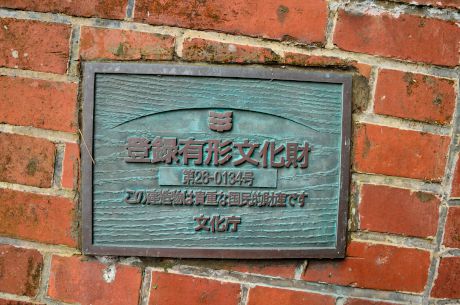 登録有形文化財
第26-0134号
この建造物は貴重な国民的財産です
文化庁